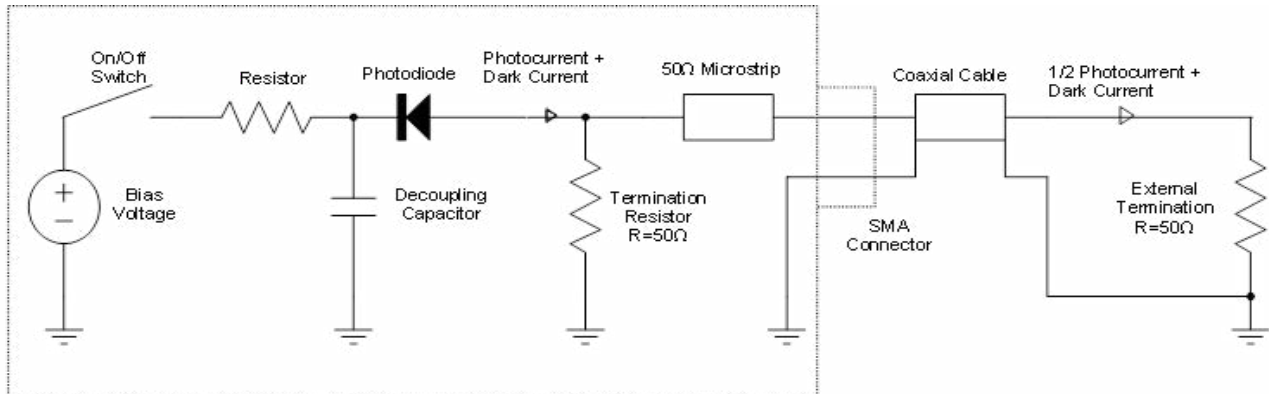 On/Off
Switch
Resistor
Photodiode
Photocurrent +
Dark Current
50Ω Microstrip
Coaxial Cable
1/2 Photocurrent +
Dark Current
+
−
Bias
Voltage
Decoupling
Capacitor
Termination
Resistor
R=50Ω
SMA
Connector
External
Termination
R=50Ω